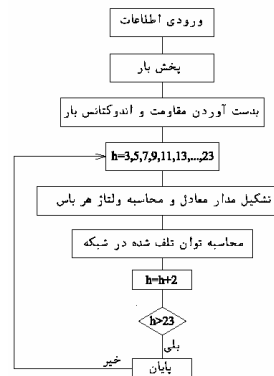 ورودی اطلاعات
پخش بار
بدست آوردن مقاومت و اندوکتانس بار
h=3,5,7,9,11,13,...,23
تشکیل مدار معادل و محاسبه ولتاژ هر باس
محاسبه توان تلف شده در شبکه
h=h+2
h>23
بلی
خیر
پایان